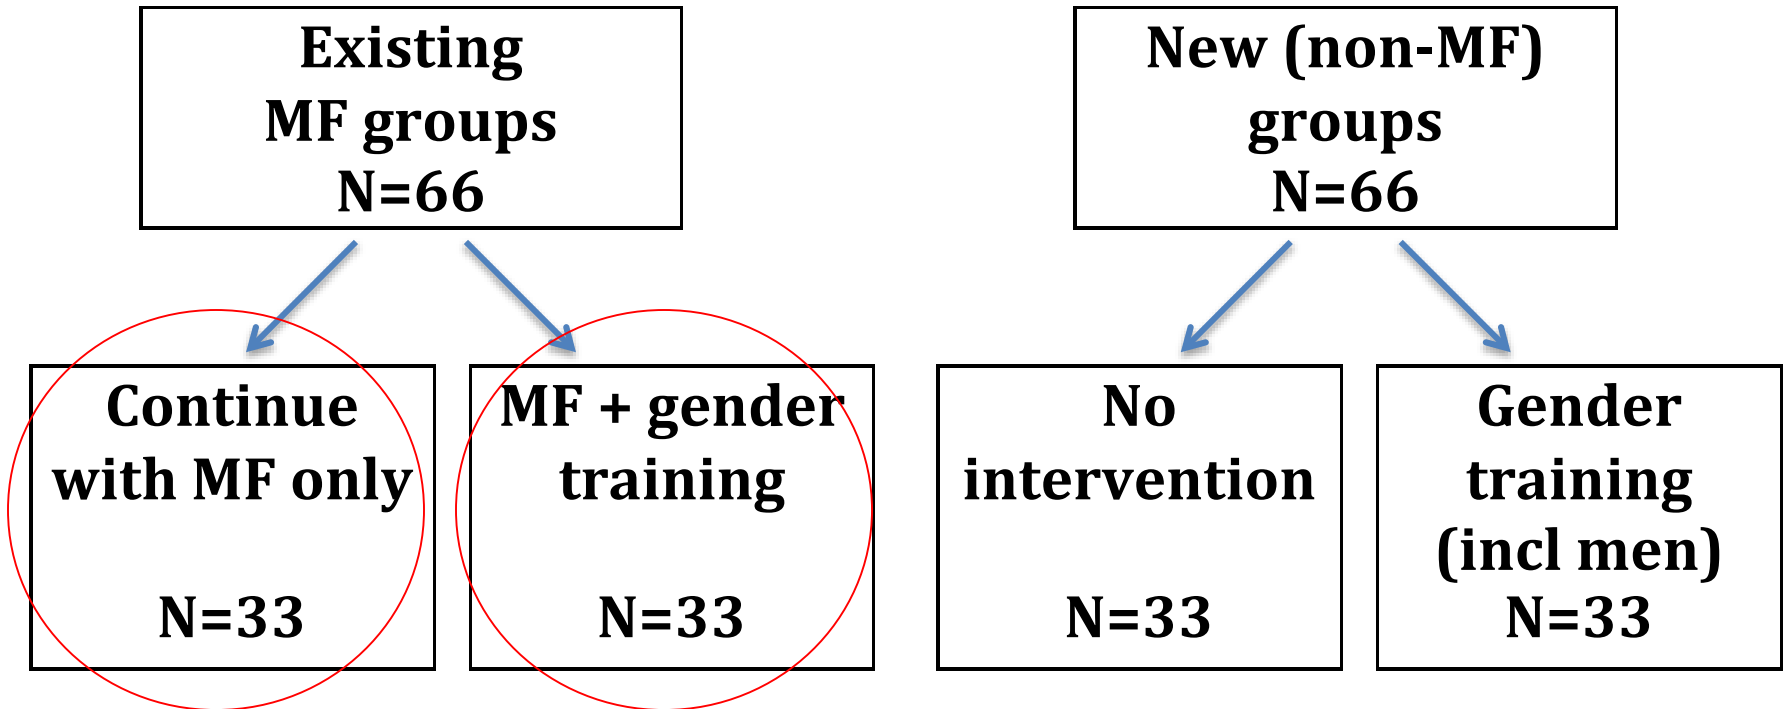 Existing
MF groups
N=66
New (non-MF)
groups
N=66
Continue
with MF only
N=33
MF + gender
training
N=33
No
intervention
N=33
Gender
training
(incl men)
N=33